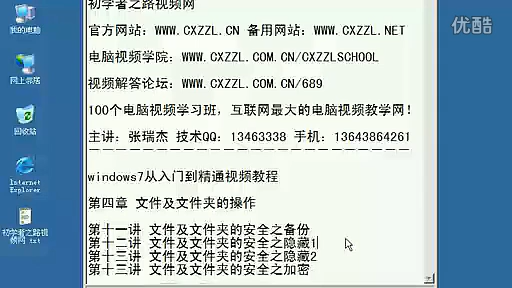 初学者之路视频网
官方网站：WWW.CXZZL.CN 备用网站：WWW.CXZZL.NET
电脑视频学院：WWW.CXZZL.COM.CN/CXZZLSCHOOL
视频解答论坛：WWW.CXZZL.COM.CN/689
100个电脑视频学习班，互联网最大的电脑视频教学网！
主讲：张瑞杰 技术QQ：13463338 手机：13643864261
windows7从入门到精通视频教程
第四章 文件及文件夹的操作
第十一讲 文件及文件夹的安全之备份
第十二讲 文件及文件夹的安全之隐藏1
第十三讲 文件及文件夹的安全之隐藏2
第十三讲 文件及文件夹的安全之加密
我的电脑
网上邻居
回收站
Internet
Explorer
初学者之路视
频网.txt
优酷